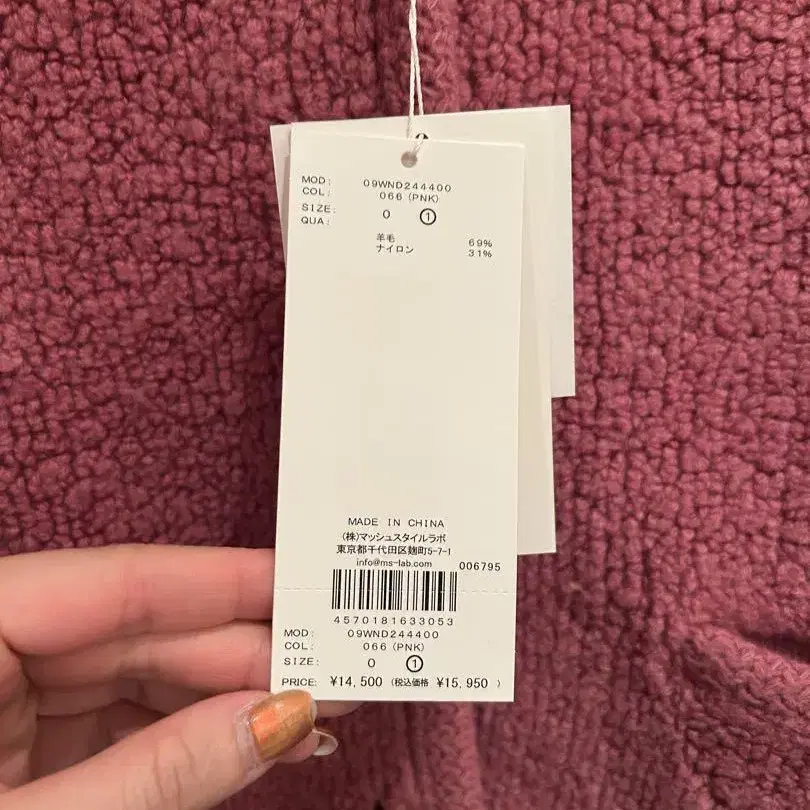 MOD: 09WND244400
COL: 066 (PNK)
SIZE: 0 ①
QUA:
羊毛 69%
ナイロン 31%
MADE IN CHINA
(株)マッシュスタイルラボ
東京都千代田区麹町5-7-1
info@ms-lab.com 006795
4570181633053
MOD: 09WND244400
COL: 066 (PNK)
SIZE: 0 ①
PRICE: ¥14,500 (税込価格 ¥15,950 )